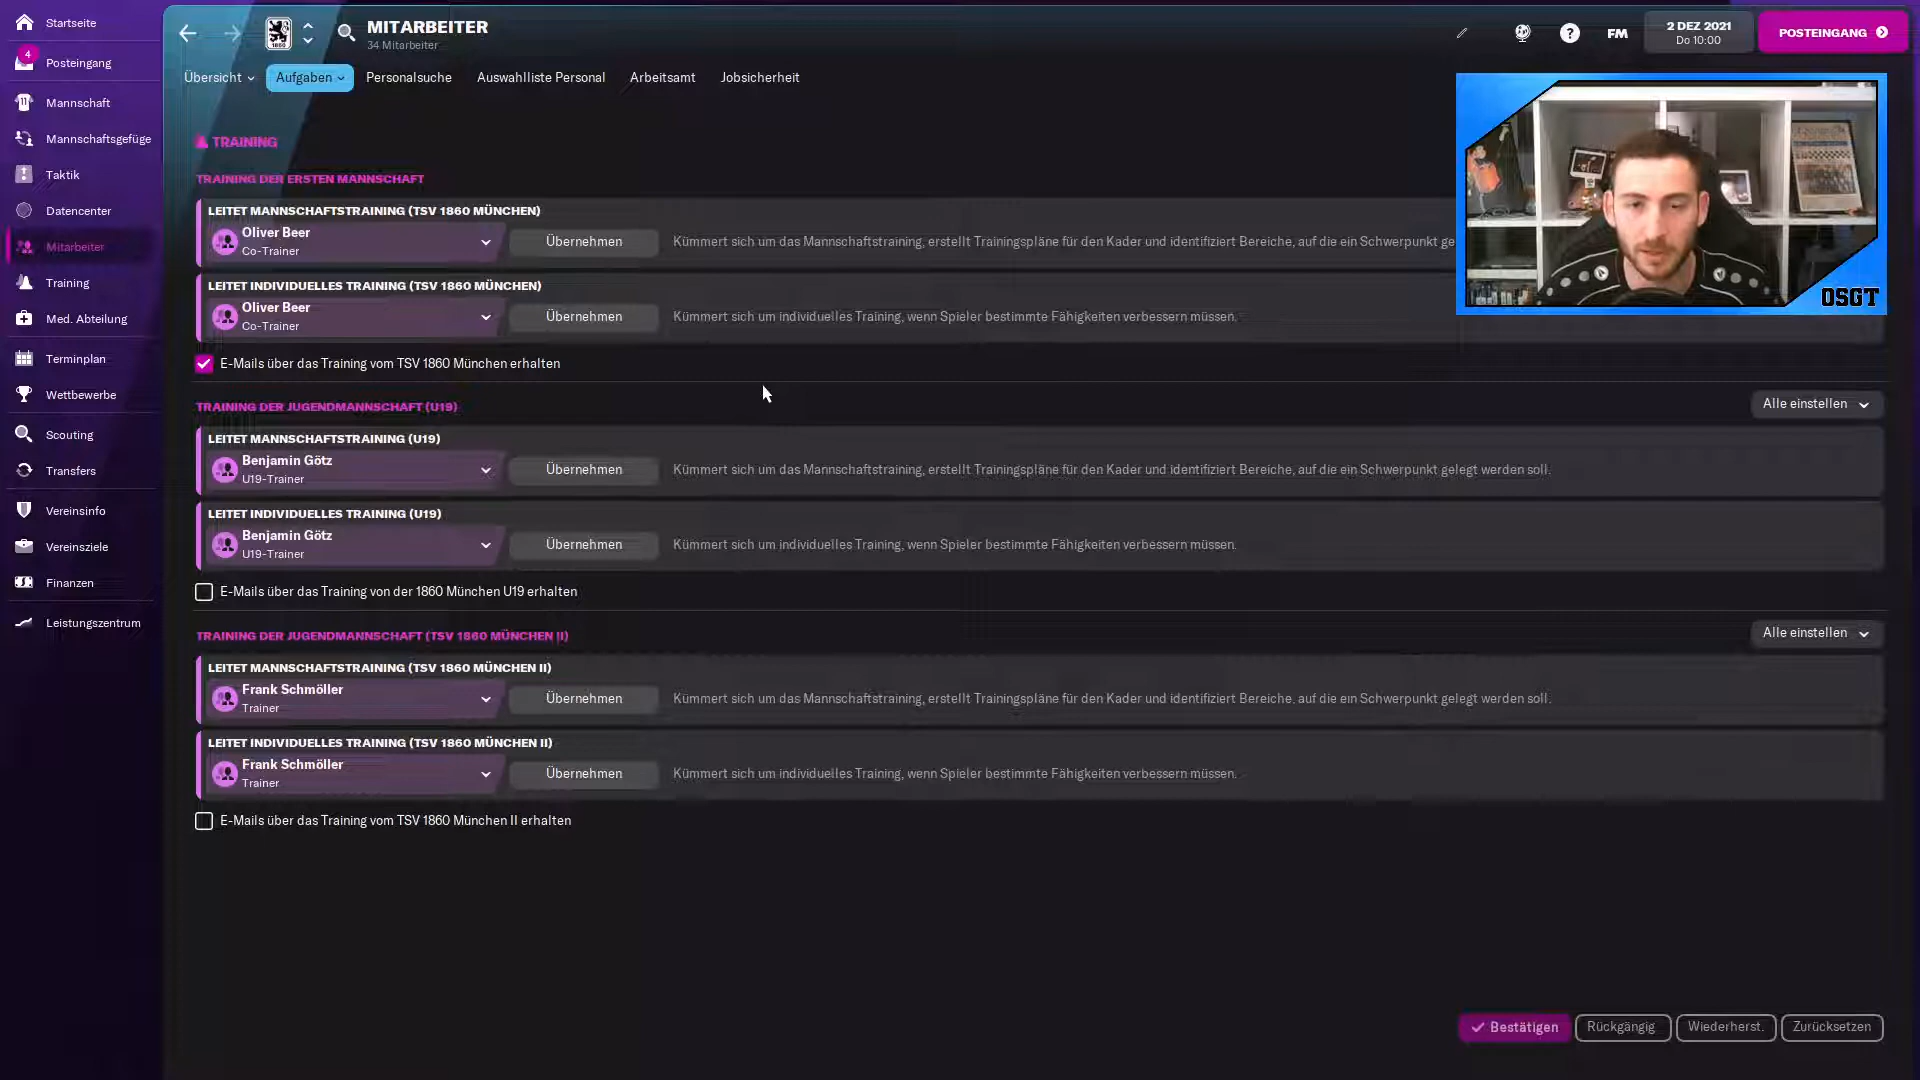 Startseite
4
Posteingang
Mannschaft
Mannschaftsgefüge
Taktik
Datencenter
Mitarbeiter
Training
Med. Abteilung
Terminplan
Wettbewerbe
Scouting
Transfers
Vereinsinfo
Vereinsziele
Finanzen
Leistungszentrum
MITARBEITER
34 Mitarbeiter
FM
2 DEZ 2021
Do 10:00
POSTEINGANG
Übersicht
Aufgaben
Personalsuche
Auswahlliste Personal
Arbeitsamt
Jobsicherheit
OSGT
TRAINING
TRAINING DER ERSTEN MANNSCHAFT
LEITET MANNSCHAFTSTRAINING (TSV 1860 MÜNCHEN)
Oliver Beer
Co-Trainer
Übernehmen
Kümmert sich um das Mannschaftstraining, erstellt Trainingspläne für den Kader und identifiziert Bereiche, auf die ein Schwerpunkt ge
LEITET INDIVIDUELLES TRAINING (TSV 1860 MÜNCHEN)
Oliver Beer
Co-Trainer
Übernehmen
Kümmert sich um individuelles Training, wenn Spieler bestimmte Fähigkeiten verbessern müssen.
E-Mails über das Training vom TSV 1860 München erhalten
TRAINING DER JUGENDMANNSCHAFT (U19)
Alle einstellen
LEITET MANNSCHAFTSTRAINING (U19)
Benjamin Götz
U19-Trainer
Übernehmen
Kümmert sich um das Mannschaftstraining, erstellt Trainingspläne für den Kader und identifiziert Bereiche, auf die ein Schwerpunkt gelegt werden soll.
LEITET INDIVIDUELLES TRAINING (U19)
Benjamin Götz
U19-Trainer
Übernehmen
Kümmert sich um individuelles Training, wenn Spieler bestimmte Fähigkeiten verbessern müssen.
E-Mails über das Training von der 1860 München U19 erhalten
TRAINING DER JUGENDMANNSCHAFT (TSV 1860 MÜNCHEN II)
Alle einstellen
LEITET MANNSCHAFTSTRAINING (TSV 1860 MÜNCHEN II)
Frank Schmöller
Trainer
Übernehmen
Kümmert sich um das Mannschaftstraining, erstellt Trainingspläne für den Kader und identifiziert Bereiche, auf die ein Schwerpunkt gelegt werden soll.
LEITET INDIVIDUELLES TRAINING (TSV 1860 MÜNCHEN II)
Frank Schmöller
Trainer
Übernehmen
Kümmert sich um individuelles Training, wenn Spieler bestimmte Fähigkeiten verbessern müssen.
E-Mails über das Training vom TSV 1860 München II erhalten
Bestätigen
Rückgängig
Wiederherst.
Zurücksetzen